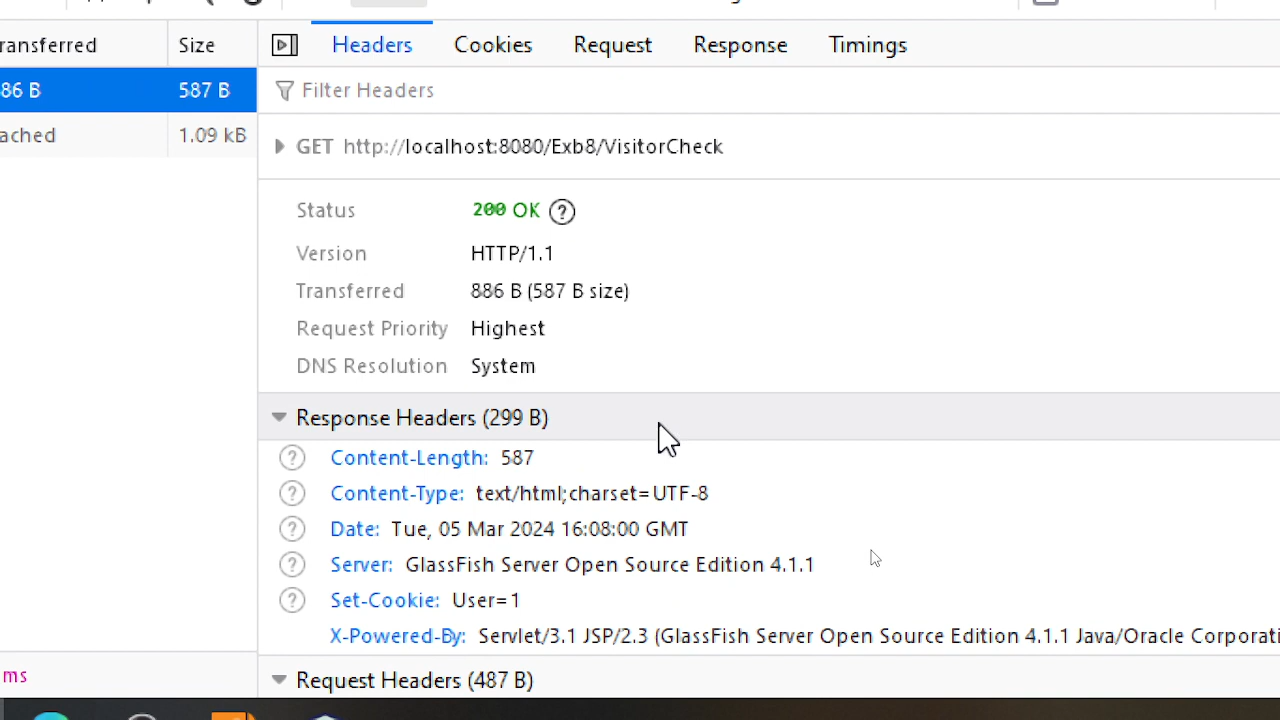 ransferred Size Headers Cookies Request Response Timings
86 B 587 B Filter Headers
ached 1.09 kB
GET http://localhost:8080/Exb8/VisitorCheck
Status 200 OK
Version HTTP/1.1
Transferred 886 B (587 B size)
Request Priority Highest
DNS Resolution System
Response Headers (299 B)
Content-Length: 587
Content-Type: text/html;charset=UTF-8
Date: Tue, 05 Mar 2024 16:08:00 GMT
Server: GlassFish Server Open Source Edition 4.1.1
Set-Cookie: User=1
X-Powered-By: Servlet/3.1 JSP/2.3 (GlassFish Server Open Source Edition 4.1.1 Java/Oracle Corporati
ms
Request Headers (487 B)